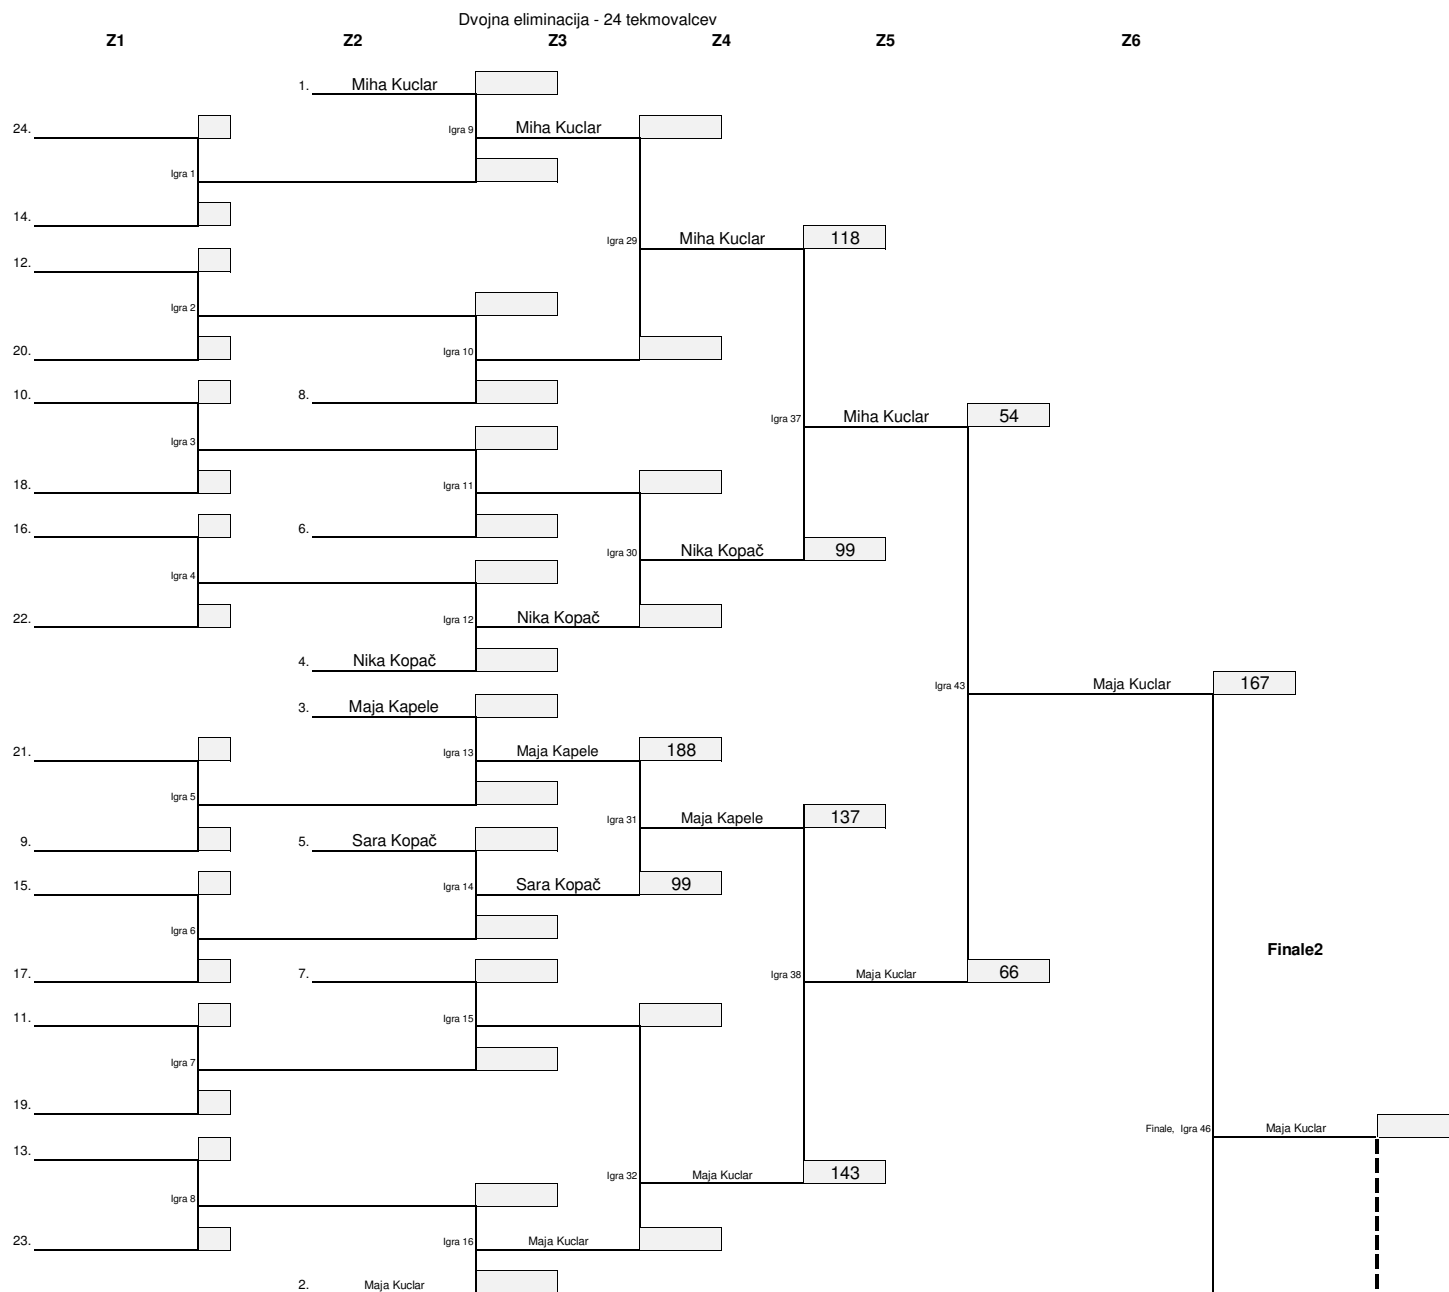 Dvojna eliminacija - 24 tekmovalcev
Z1 Z2 Z3 Z4 Z5 Z6
1. Miha Kuclar
24. Igra 9 Miha Kuclar
Igra 1
14.
Igra 29 Miha Kuclar 118
12.
Igra 2
20. Igra 10
10. 8.
Igra 37 Miha Kuclar 54
Igra 3
18. Igra 11
16. 6.
Igra 30 Nika Kopač 99
Igra 4
22. Igra 12 Nika Kopač
4. Nika Kopač
Igra 43 Maja Kuclar 167
3. Maja Kapele
21. Igra 13 Maja Kapele 188
Igra 5
Igra 31 Maja Kapele 137
9. 5. Sara Kopač
15. Igra 14 Sara Kopač 99
Igra 6
Finale2
17. 7. Igra 38 Maja Kuclar 66
11. Igra 15
Igra 7
19.
Finale, Igra 46 Maja Kuclar
13.
Igra 32 Maja Kuclar 143
Igra 8
23. Igra 16 Maja Kuclar
2. Maja Kuclar